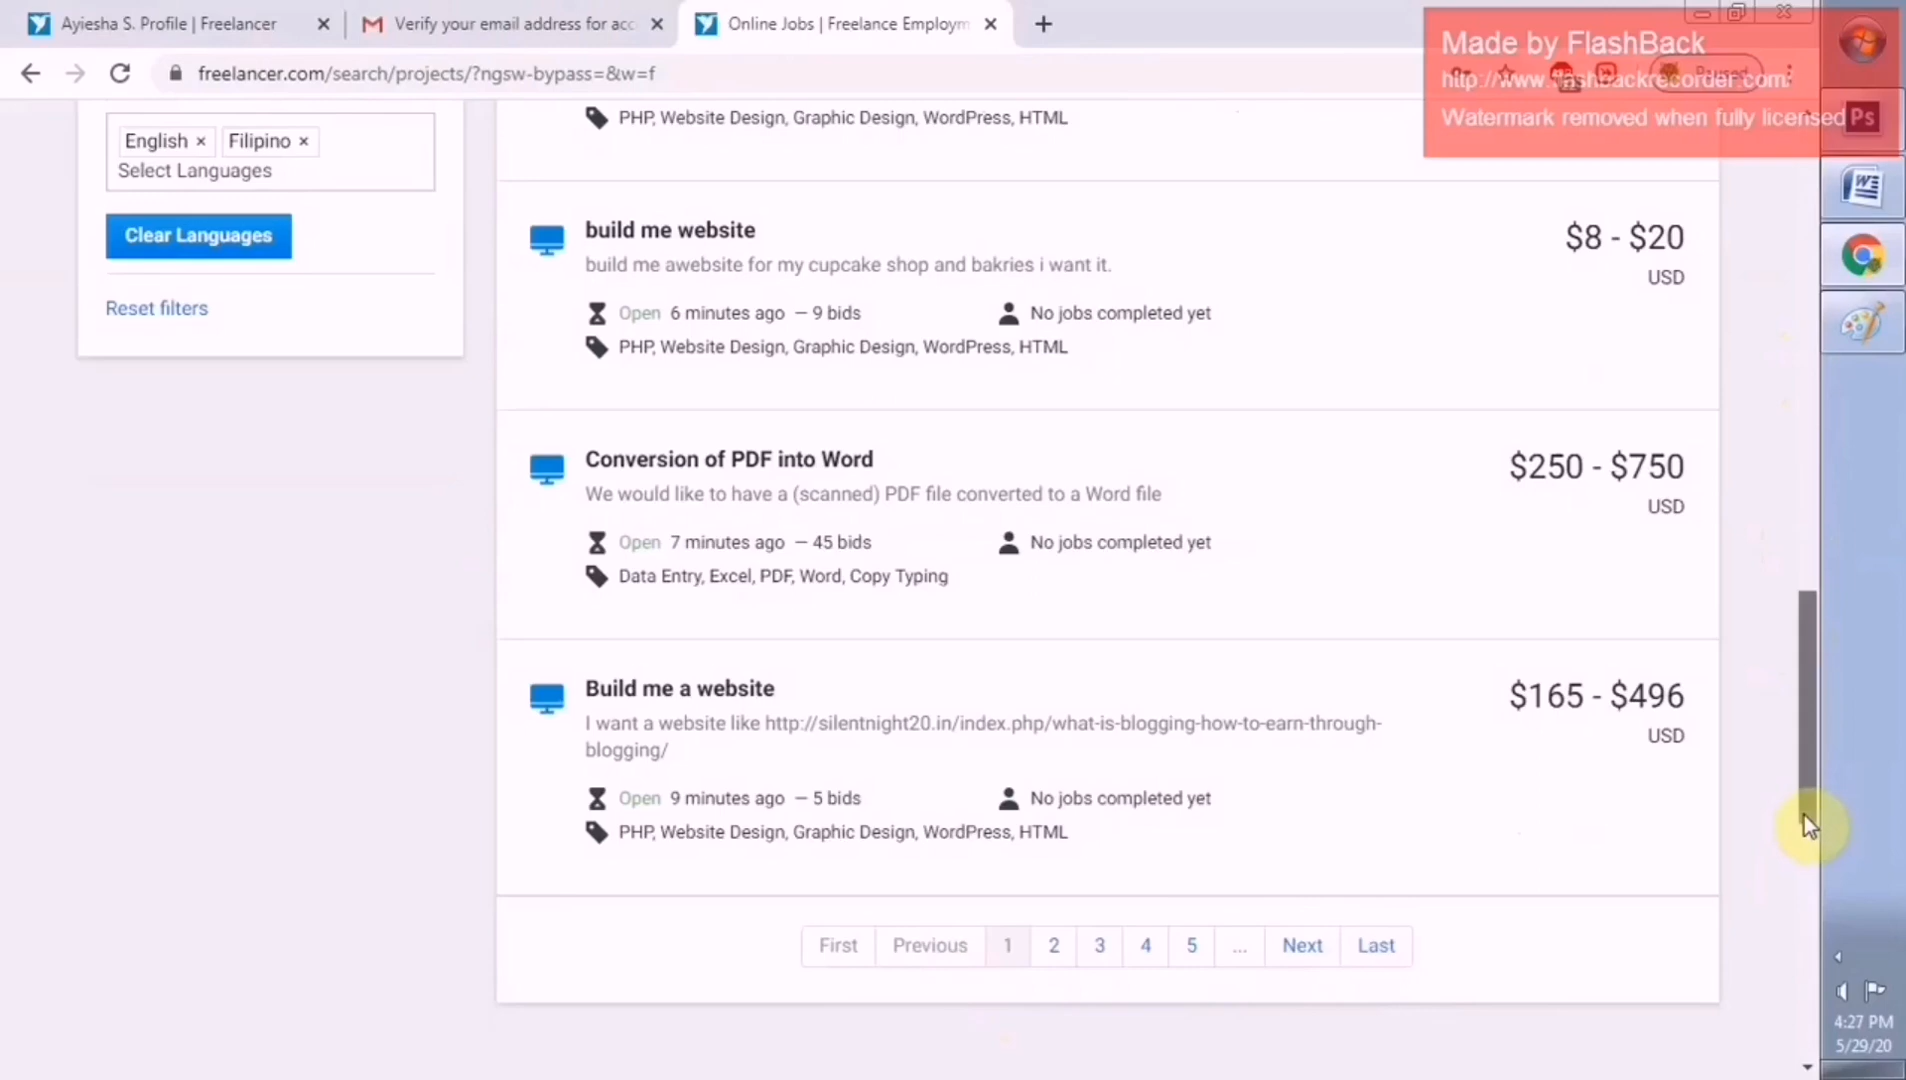 Ayiesha S. Profile | Freelancer
Verify your email address for acc
Online Jobs | Freelance Employm
freelancer.com/search/projects/?ngsw-bypass=&w=f
Made by FlashBack
http://www.flashbackrecorder.com/
Watermark removed when fully licensed
Paused
Ps
English × Filipino ×
Select Languages
Clear Languages
Reset filters
PHP, Website Design, Graphic Design, WordPress, HTML
build me website
$8 - $20
build me awebsite for my cupcake shop and bakries i want it.
USD
Open 6 minutes ago – 9 bids
No jobs completed yet
PHP, Website Design, Graphic Design, WordPress, HTML
Conversion of PDF into Word
$250 - $750
We would like to have a (scanned) PDF file converted to a Word file
USD
Open 7 minutes ago – 45 bids
No jobs completed yet
Data Entry, Excel, PDF, Word, Copy Typing
Build me a website
$165 - $496
I want a website like http://silentnight20.in/index.php/what-is-blogging-how-to-earn-through-
blogging/
USD
Open 9 minutes ago – 5 bids
No jobs completed yet
PHP, Website Design, Graphic Design, WordPress, HTML
First Previous 1 2 3 4 5 ... Next Last
4:27 PM
5/29/20